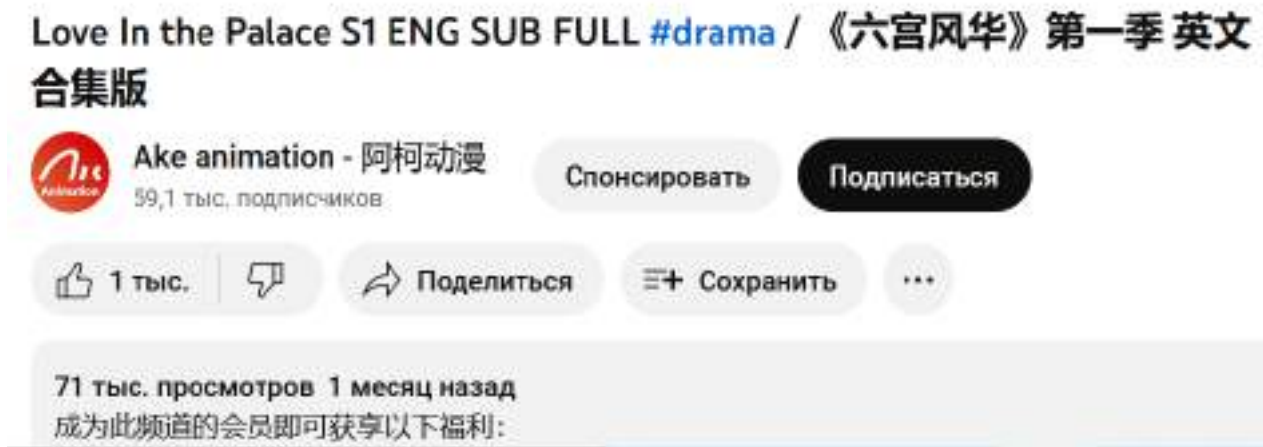 Love In the Palace S1 ENG SUB FULL #drama / 《六宫风华》第一季 英文
合集版
Animation
Ake animation - 阿柯动漫
59,1 тыс. подписчиков
Спонсировать
Подписаться
1 тыс.
Поделиться
Сохранить
71 тыс. просмотров 1 месяц назад
成为此频道的会员即可获享以下福利：